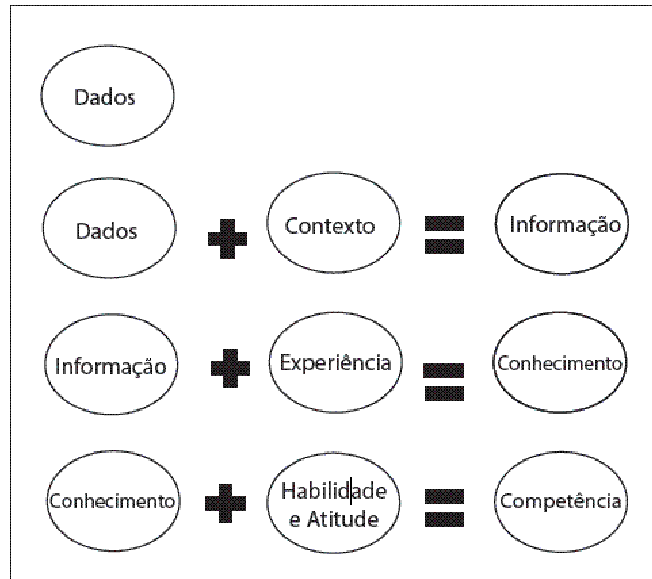 Dados
Dados + Contexto = Informação
Informação + Experiência = Conhecimento
Conhecimento + Habilidade
e Atitude = Competência